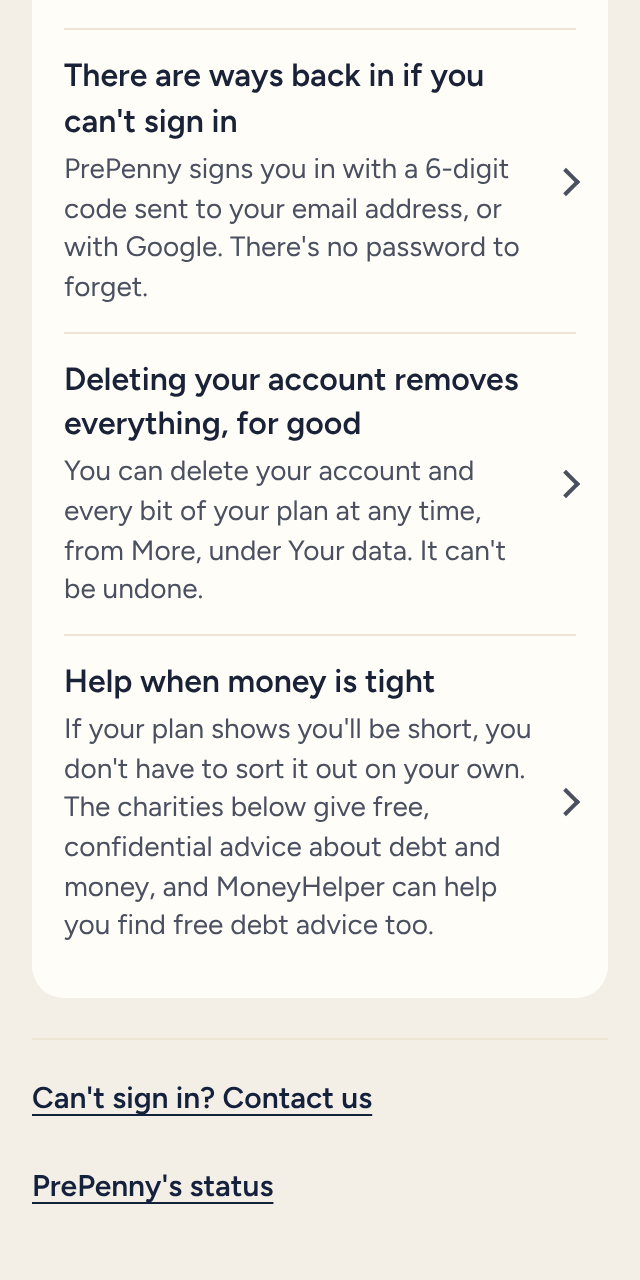 There are ways back in if you
can't sign in
PrePenny signs you in with a 6-digit
code sent to your email address, or
with Google. There's no password to
forget.
Deleting your account removes
everything, for good
You can delete your account and
every bit of your plan at any time,
from More, under Your data. It can't
be undone.
Help when money is tight
If your plan shows you'll be short, you
don't have to sort it out on your own.
The charities below give free,
confidential advice about debt and
money, and MoneyHelper can help
you find free debt advice too.
Can't sign in? Contact us
PrePenny's status